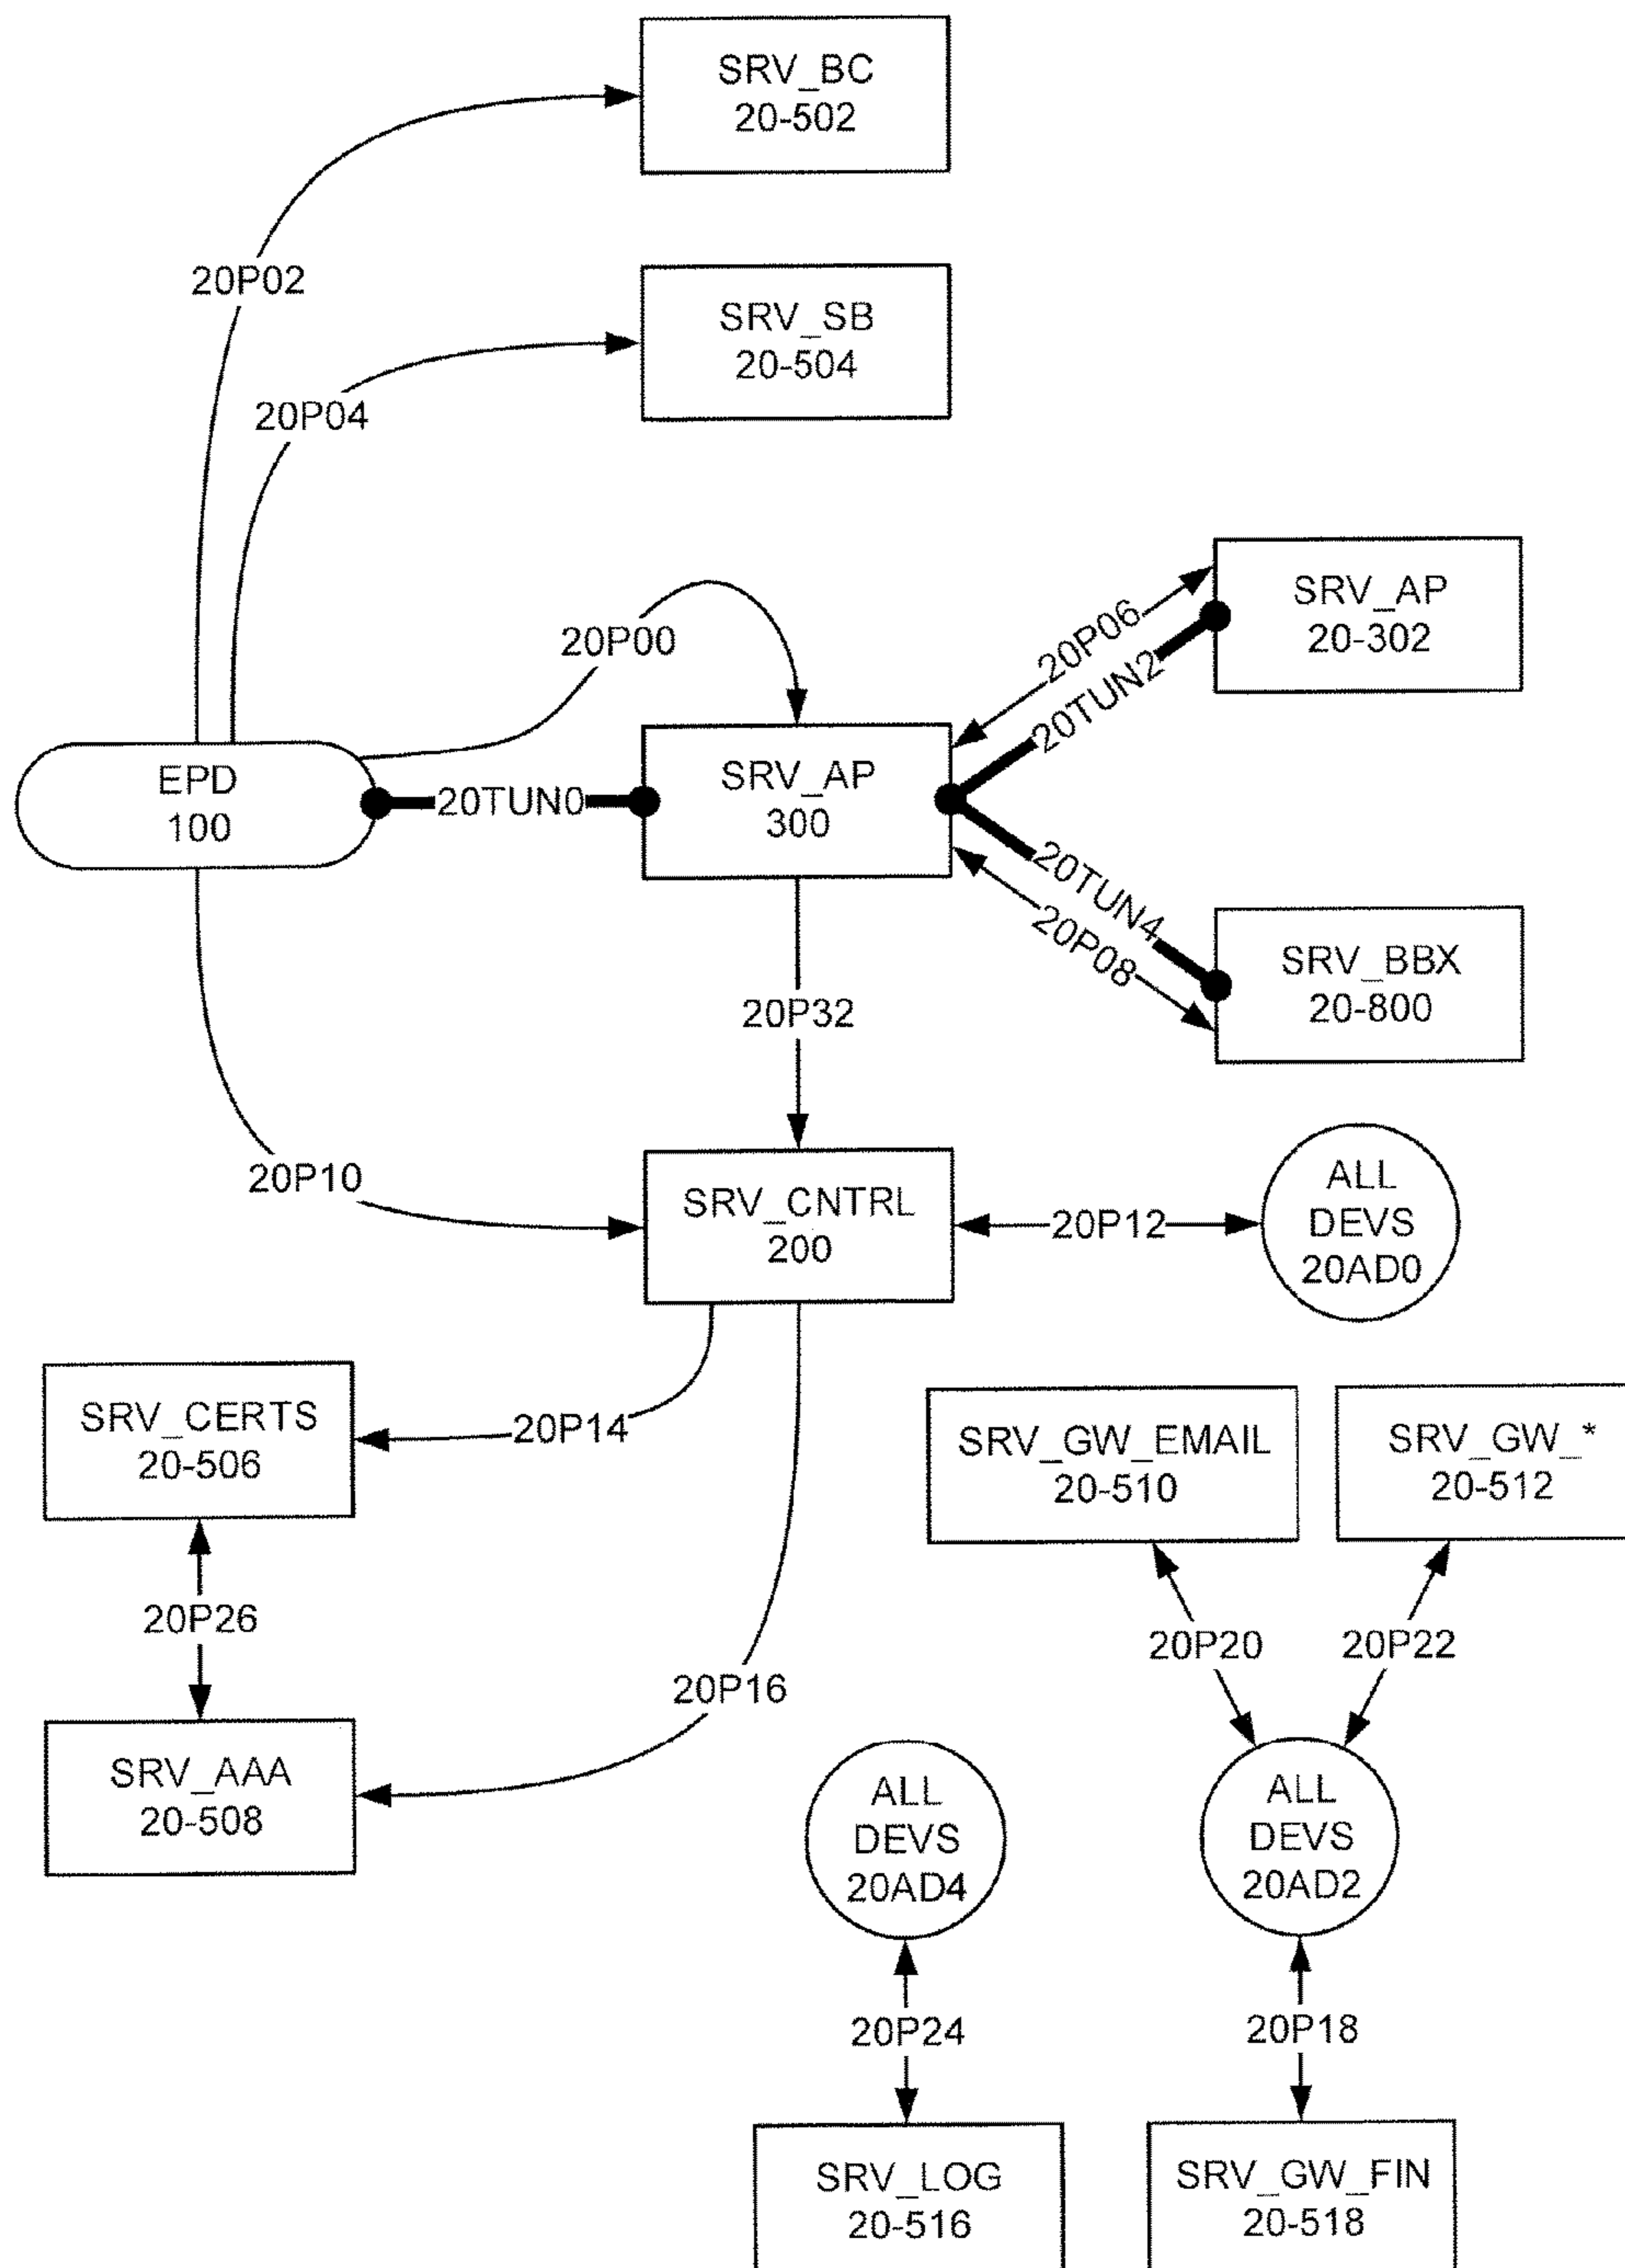 SRV_BC
20-502
20P02
SRV_SB
20-504
20P04
20P00
20P06
20TUN2
SRV_AP
20-302
EPD
100
20TUN0
SRV_AP
300
20TUN4
20P08
SRV_BBX
20-800
20P32
20P10
SRV_CNTRL
200
20P12
ALL
DEVS
20AD0
SRV_CERTS
20-506
20P14
SRV_GW_EMAIL
20-510
SRV_GW_*
20-512
20P26
20P16
20P20
20P22
SRV_AAA
20-508
ALL
DEVS
20AD4
ALL
DEVS
20AD2
20P24
20P18
SRV_LOG
20-516
SRV_GW_FIN
20-518